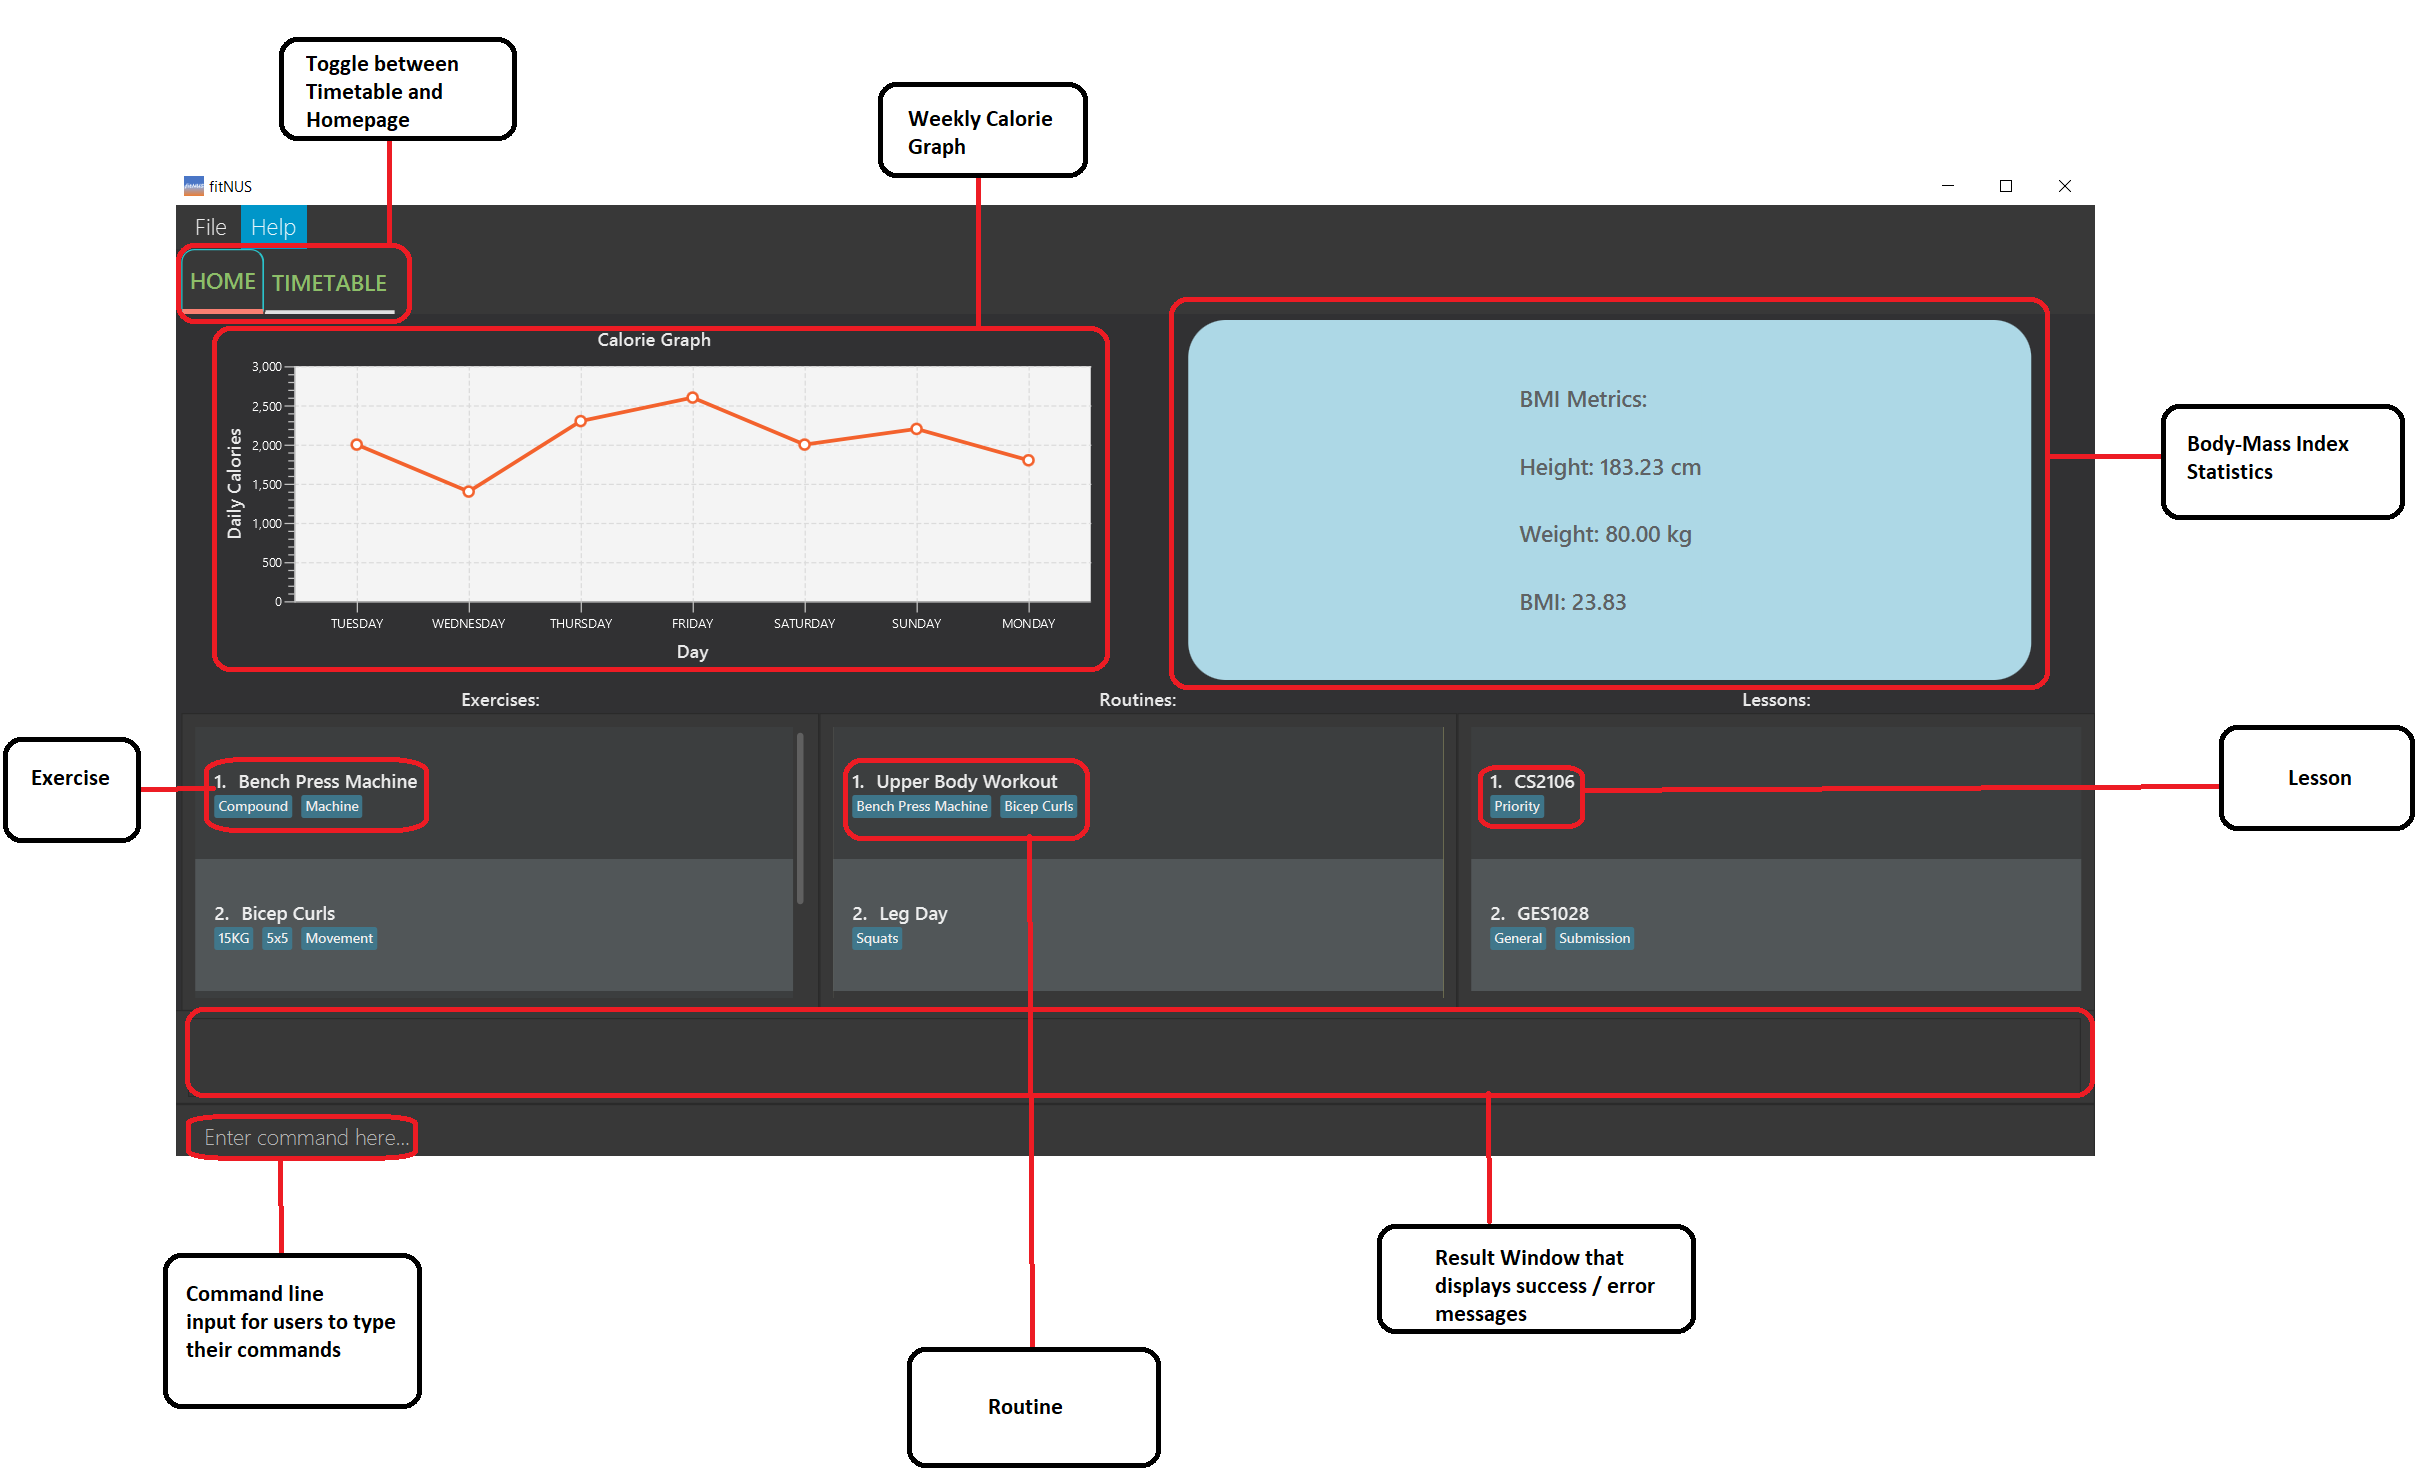 Toggle between
Timetable and
Homepage
Weekly Calorie
Graph
fitNUS
File Help
HOME TIMETABLE
Calorie Graph
3,000
2,500
2,000
1,500
1,000
500
0
Daily Calories
TUESDAY WEDNESDAY THURSDAY FRIDAY SATURDAY SUNDAY MONDAY
Day
BMI Metrics:
Height: 183.23 cm
Weight: 80.00 kg
BMI: 23.83
Body-Mass Index
Statistics
Exercises: Routines: Lessons:
Exercise
1. Bench Press Machine
Compound Machine
2. Bicep Curls
15KG 5x5 Movement
1. Upper Body Workout
Bench Press Machine Bicep Curls
2. Leg Day
Squats
1. CS2106
Priority
2. GES1028
General Submission
Lesson
Enter command here...
Command line
input for users to type
their commands
Result Window that
displays success / error
messages
Routine